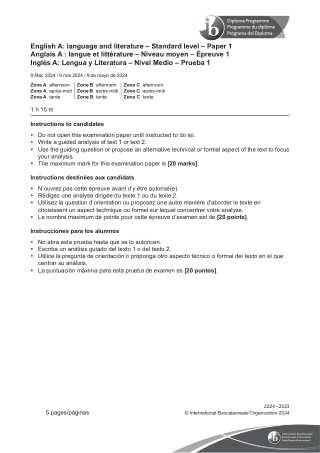 Diploma Programme
Programme du diplôme
Programa del Diploma
English A: language and literature – Standard level – Paper 1
Anglais A : langue et littérature – Niveau moyen – Épreuve 1
Inglés A: Lengua y Literatura – Nivel Medio – Prueba 1
9 May 2024 / 9 mai 2024 / 9 de mayo de 2024
Zone A afternoon Zone B afternoon Zone C afternoon
Zone A après-midi Zone B après-midi Zone C après-midi
Zona A tarde Zona B tarde Zona C tarde
1 h 15 m
Instructions to candidates
• Do not open this examination paper until instructed to do so.
• Write a guided analysis of text 1 or text 2.
• Use the guiding question or propose an alternative technical or formal aspect of the text to focus
your analysis.
• The maximum mark for this examination paper is [20 marks].
Instructions destinées aux candidats
• N'ouvrez pas cette épreuve avant d'y être autorisé(e).
• Rédigez une analyse dirigée du texte 1 ou du texte 2.
• Utilisez la question d'orientation ou proposez une autre manière d'aborder le texte en
choisissant un aspect technique ou formel sur lequel concentrer votre analyse.
• Le nombre maximum de points pour cette épreuve d'examen est de [20 points].
Instrucciones para los alumnos
• No abra esta prueba hasta que se lo autoricen.
• Escriba un análisis guiado del texto 1 o del texto 2.
• Utilice la pregunta de orientación o proponga otro aspecto técnico o formal del texto en el que
centrar su análisis.
• La puntuación máxima para esta prueba de examen es [20 puntos].
5 pages/páginas
2224 – 2023
© International Baccalaureate Organization 2024
International Baccalaureate
Baccalauréat International
Bachillerato Internacional